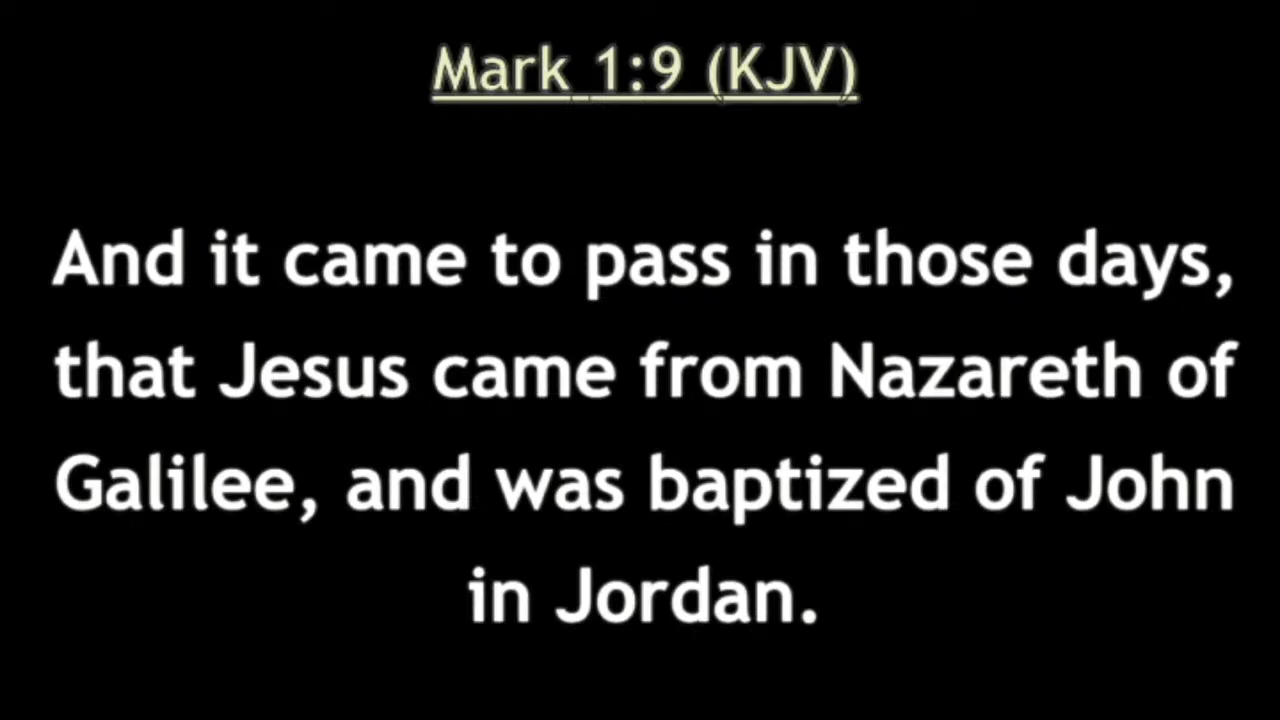 Mark 1:9 (KJV)
And it came to pass in those days,
that Jesus came from Nazareth of
Galilee, and was baptized of John
in Jordan.